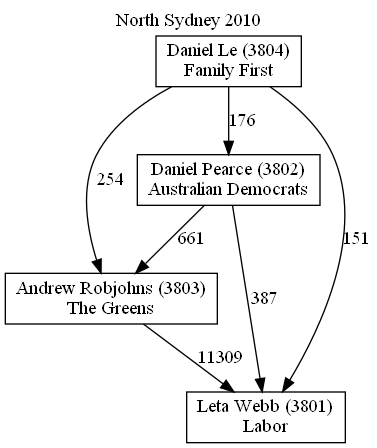 North Sydney 2010
Daniel Le (3804)
Family First
176
Daniel Pearce (3802)
Australian Democrats
254
661
151
387
Andrew Robjohns (3803)
The Greens
11309
Leta Webb (3801)
Labor